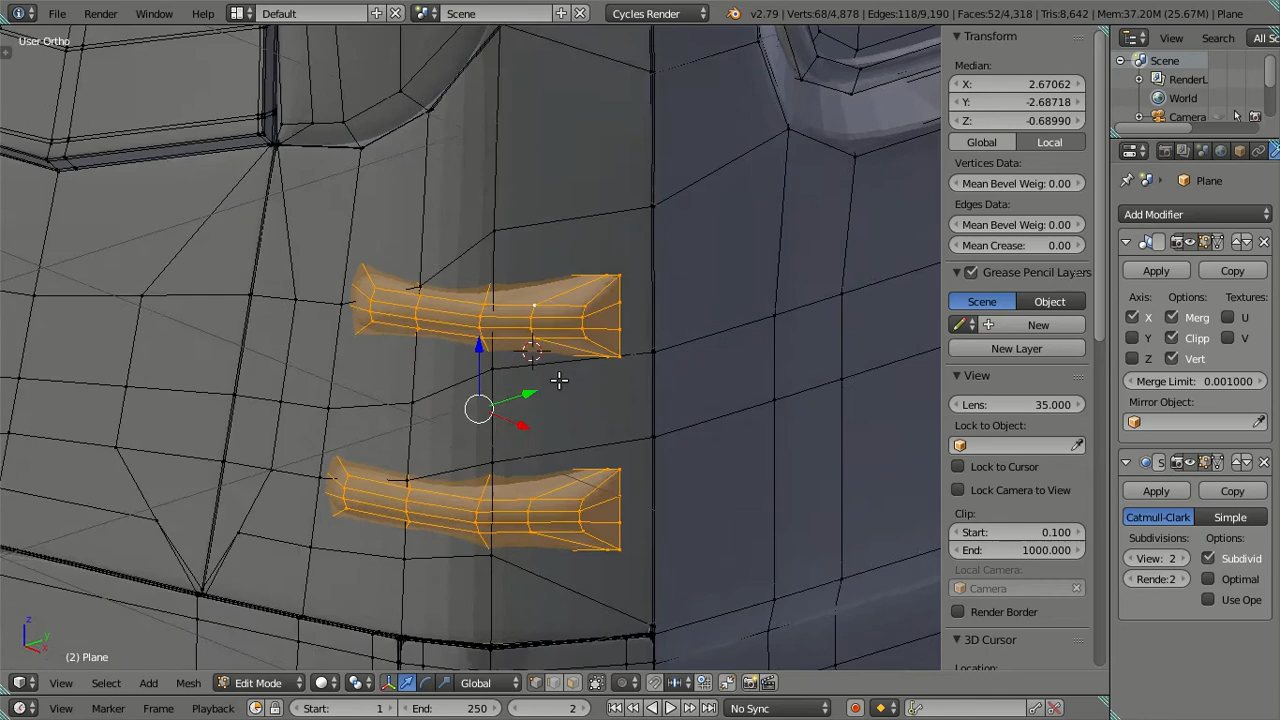 File Render Window Help Default Scene Cycles Render v2.79 | Verts:68/4,878 | Edges:118/9,190 | Faces:52/4,318 | Tris:8,642 | Mem:37.20M (25.67M) | Plane
User Ortho
Transform
Median:
X: 2.67062
Y: -2.68718
Z: -0.68990
Global Local
Vertices Data:
Mean Bevel Weig: 0.00
Edges Data:
Mean Bevel Weig: 0.00
Mean Crease: 0.00
Grease Pencil Layers
Scene Object
New
New Layer
View
Lens: 35.000
Lock to Object:
Lock to Cursor
Lock Camera to View
Clip:
Start: 0.100
End: 1000.000
Local Camera:
Camera
Render Border
3D Cursor
Location:
View Search All Sc
Scene
RenderL
World
Camera
Plane
Add Modifier
Apply Copy
Axis: Options: Textures:
X Merg U
Y Clipp V
Z Vert
Merge Limit: 0.001000
Mirror Object:
S
Apply Copy
Catmull-Clark Simple
Subdivisions: Options:
View: 2 Subdivid
Rende:2 Optimal
Use Ope
z
y
x
(2) Plane
View Select Add Mesh Edit Mode Global
View Marker Frame Playback Start: 1 End: 250 2 No Sync